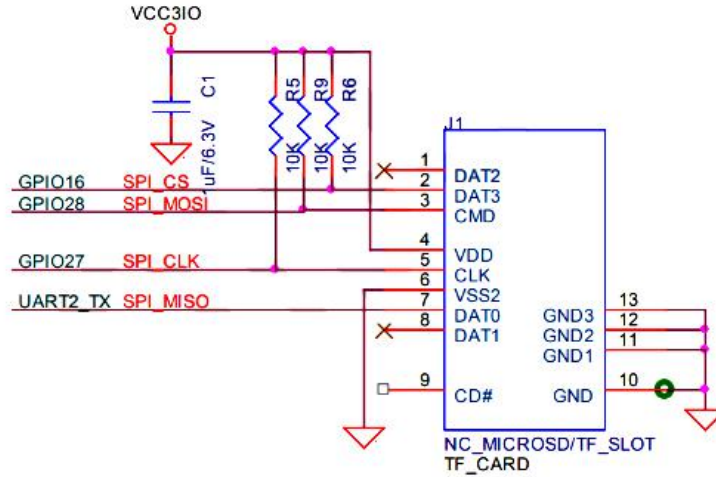 VCC3IO
C1
uF/6.3V
R5
10K
R9
10K
R6
10K
J1
GPIO16 SPI_CS
GPIO28 SPI_MOSI
GPIO27 SPI_CLK
UART2_TX SPI_MISO
1 DAT2
2 DAT3
3 CMD
4 VDD
5 CLK
6 VSS2
7 DAT0
8 DAT1
9 CD#
GND3 13
GND2 12
GND1 11
GND 10
NC_MICROSD/TF_SLOT
TF_CARD